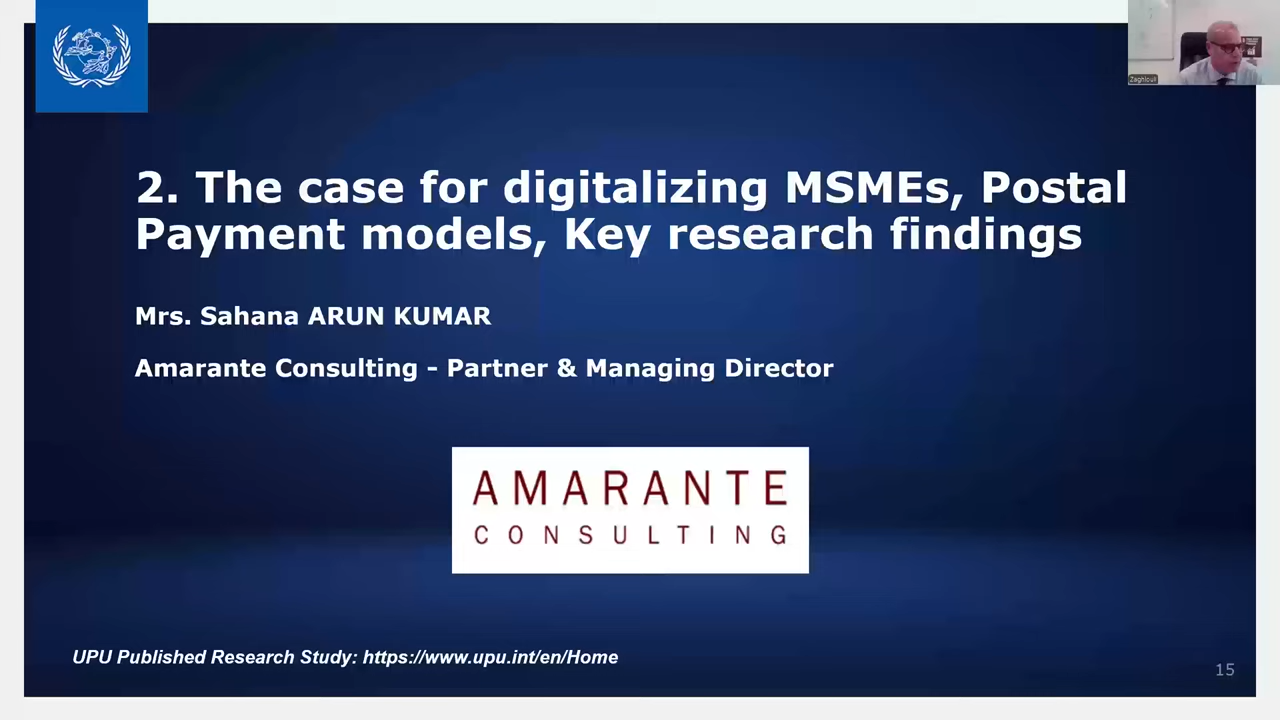 Zaghlouli
2. The case for digitalizing MSMEs, Postal
Payment models, Key research findings
Mrs. Sahana ARUN KUMAR
Amarante Consulting - Partner & Managing Director
AMARANTE
CONSULTING
UPU Published Research Study: https://www.upu.int/en/Home
15